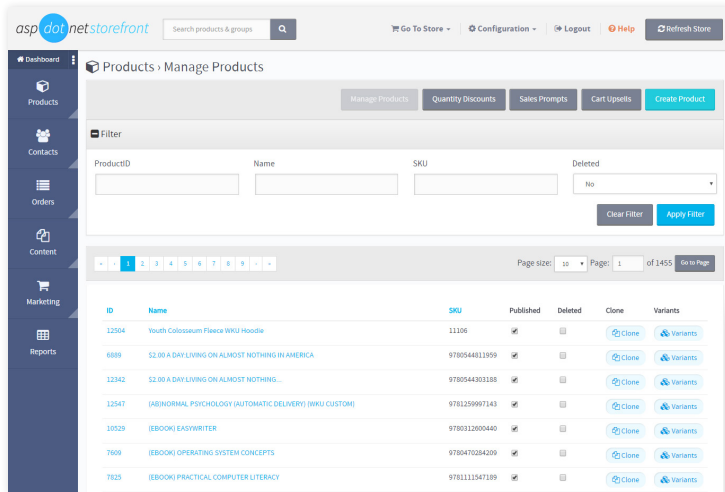 aspdotnetstorefront
Search products & groups
Go To Store
Configuration
Logout
Help
Refresh Store
Dashboard
Products
Contacts
Orders
Content
Marketing
Reports
Products › Manage Products
Manage Products
Quantity Discounts
Sales Prompts
Cart Upsells
Create Product
Filter
ProductID Name SKU Deleted
No
Clear Filter
Apply Filter
« ‹ 1 2 3 4 5 6 7 8 9 › »
Page size: 10 Page: 1 of 1455 Go to Page
ID Name SKU Published Deleted Clone Variants
12504 Youth Colosseum Fleece WKU Hoodie 11106 Clone Variants
6889 $2.00 A DAY:LIVING ON ALMOST NOTHING IN AMERICA 9780544811959 Clone Variants
12342 $2.00 A DAY:LIVING ON ALMOST NOTHING... 9780544303188 Clone Variants
12547 (AB)NORMAL PSYCHOLOGY (AUTOMATIC DELIVERY) (WKU CUSTOM) 9781259997143 Clone Variants
10529 (EBOOK) EASYWRITER 9780312600440 Clone Variants
7609 (EBOOK) OPERATING SYSTEM CONCEPTS 9780470284209 Clone Variants
7825 (EBOOK) PRACTICAL COMPUTER LITERACY 9781111547189 Clone Variants